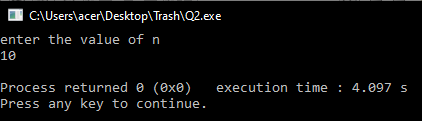 C:\Users\acer\Desktop\Trash\Q2.exe
enter the value of n
10
Process returned 0 (0x0)   execution time : 4.097 s
Press any key to continue.